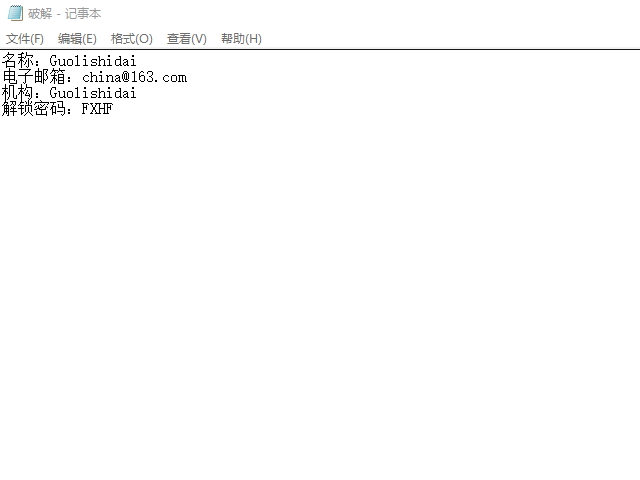 破解 - 记事本
文件(F) 编辑(E) 格式(O) 查看(V) 帮助(H)
名称：Guolishidai
电子邮箱：china@163.com
机构：Guolishidai
解锁密码：FXHF